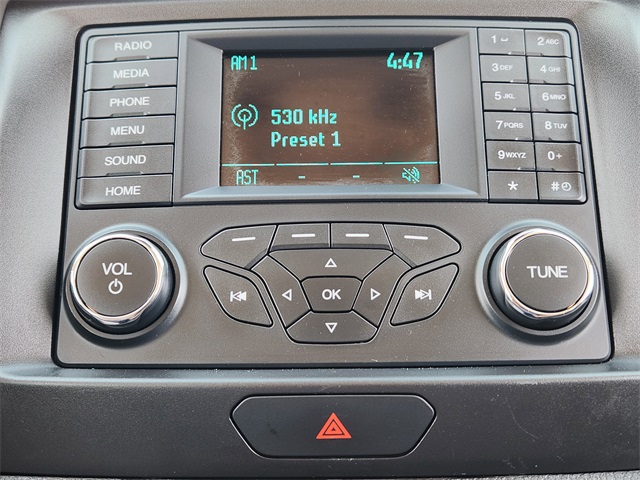 RADIO
MEDIA
PHONE
MENU
SOUND
HOME
AM1 4:47
530 kHz
Preset 1
AST - -
1 2ABC
3DEF 4GHI
5JKL 6MNO
7PQRS 8TUV
9WXYZ 0+
* #
VOL
OK
TUNE